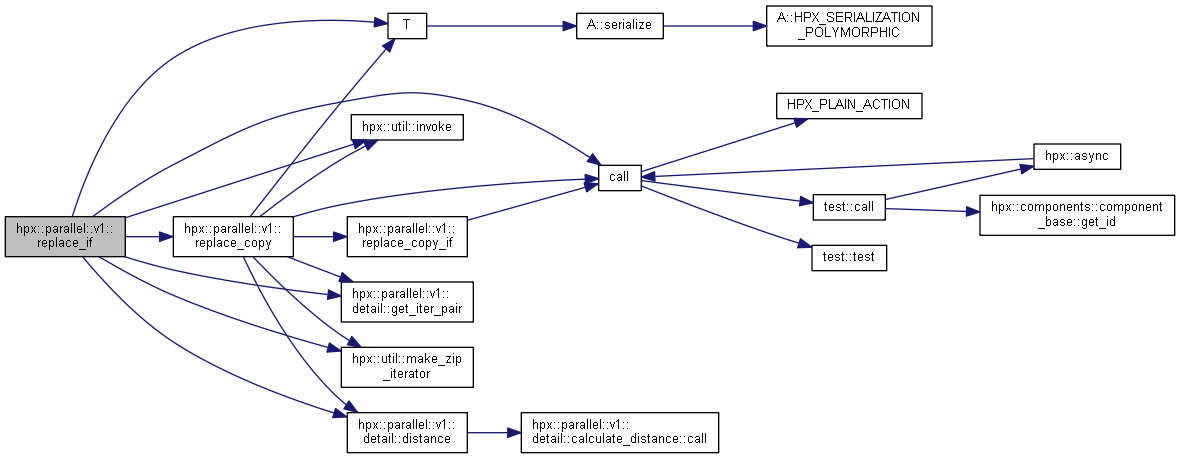 hpx::parallel::v1::
replace_if
hpx::parallel::v1::
replace_copy
T
hpx::util::invoke
hpx::parallel::v1::
replace_copy_if
hpx::parallel::v1::
detail::get_iter_pair
hpx::util::make_zip
_iterator
hpx::parallel::v1::
detail::distance
A::serialize
call
hpx::parallel::v1::
detail::calculate_distance::call
A::HPX_SERIALIZATION
_POLYMORPHIC
HPX_PLAIN_ACTION
test::call
test::test
hpx::async
hpx::components::component
_base::get_id